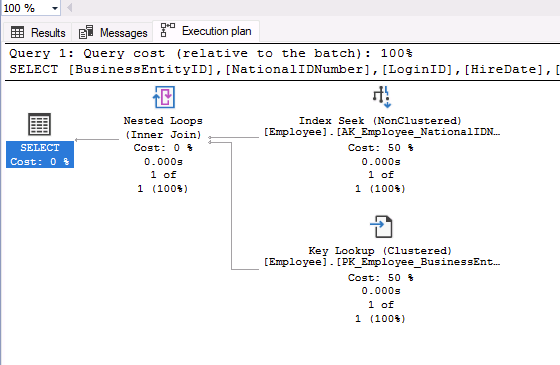 100 %
Results Messages Execution plan
Query 1: Query cost (relative to the batch): 100%
SELECT [BusinessEntityID],[NationalIDNumber],[LoginID],[HireDate],[
SELECT
Cost: 0 %
Nested Loops
(Inner Join)
Cost: 0 %
0.000s
1 of
1 (100%)
Index Seek (NonClustered)
[Employee].[AK_Employee_NationalIDN…
Cost: 50 %
0.000s
1 of
1 (100%)
Key Lookup (Clustered)
[Employee].[PK_Employee_BusinessEnt…
Cost: 50 %
0.000s
1 of
1 (100%)